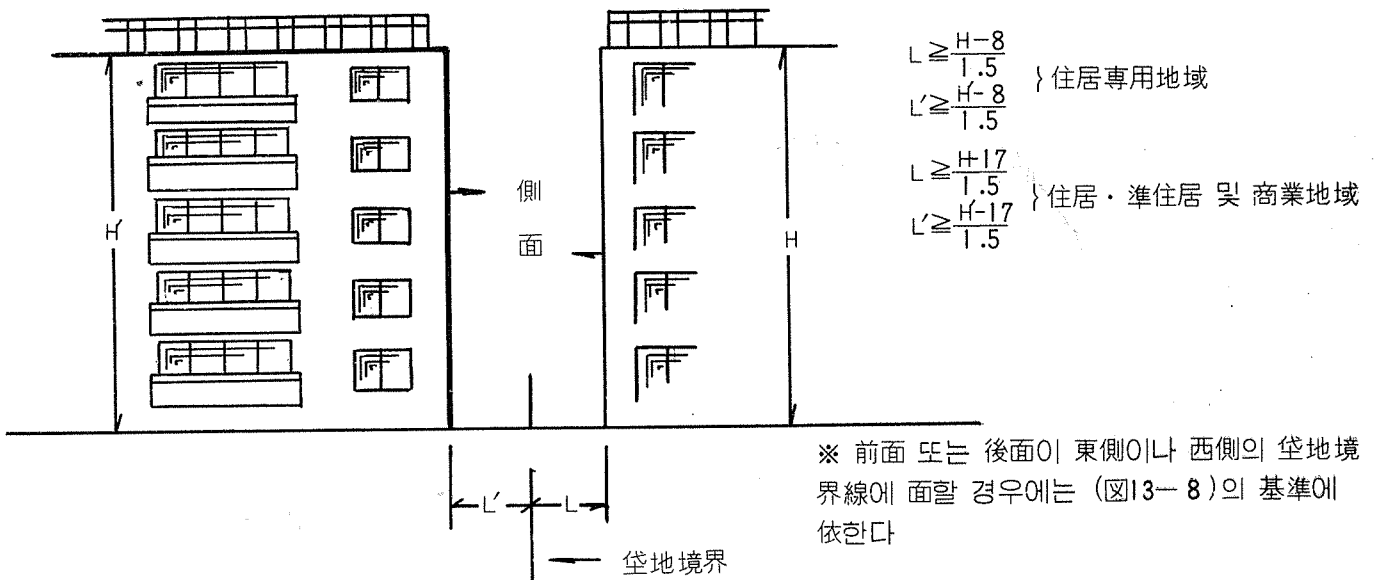 L ≧ H-8 / 1.5
L′ ≧ H′-8 / 1.5
} 住居専用地域
L ≧ H-17 / 1.5
L′ ≧ H′-17 / 1.5
} 住居・準住居 및 商業地域
H′
側面
H
※ 前面 또는 後面이 東側이나 西側의 垈地境
界線에 面할 경우에는 (図13-8)의 基準에
依한다
L′
L
垈地境界